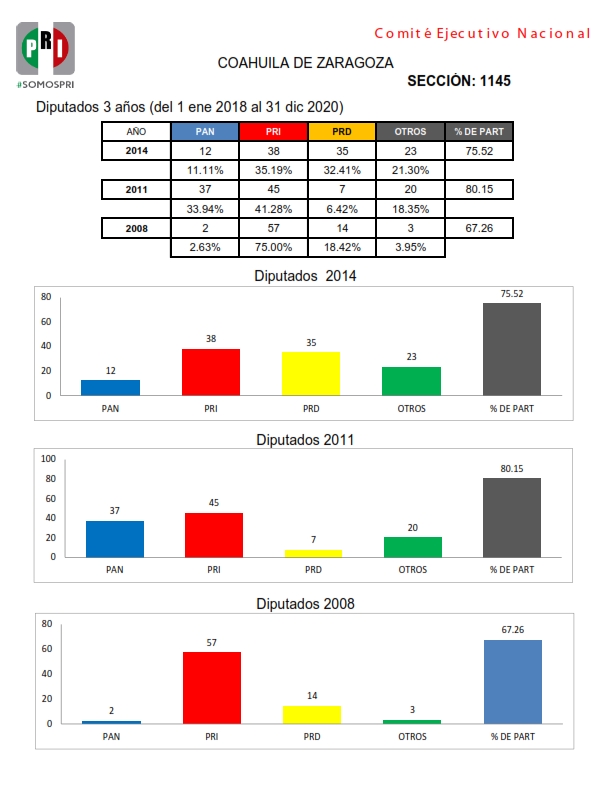 Comité Ejecutivo Nacional
PRI
#SOMOSPRI
COAHUILA DE ZARAGOZA
SECCIÓN: 1145
Diputados 3 años (del 1 ene 2018 al 31 dic 2020)
AÑO PAN PRI PRD OTROS % DE PART
2014 12 38 35 23 75.52
11.11% 35.19% 32.41% 21.30%
2011 37 45 7 20 80.15
33.94% 41.28% 6.42% 18.35%
2008 2 57 14 3 67.26
2.63% 75.00% 18.42% 3.95%
Diputados 2014
80
60
40
20
0
12 38 35 23 75.52
PAN PRI PRD OTROS % DE PART
Diputados 2011
100
80
60
40
20
0
37 45 7 20 80.15
PAN PRI PRD OTROS % DE PART
Diputados 2008
80
60
40
20
0
2 57 14 3 67.26
PAN PRI PRD OTROS % DE PART